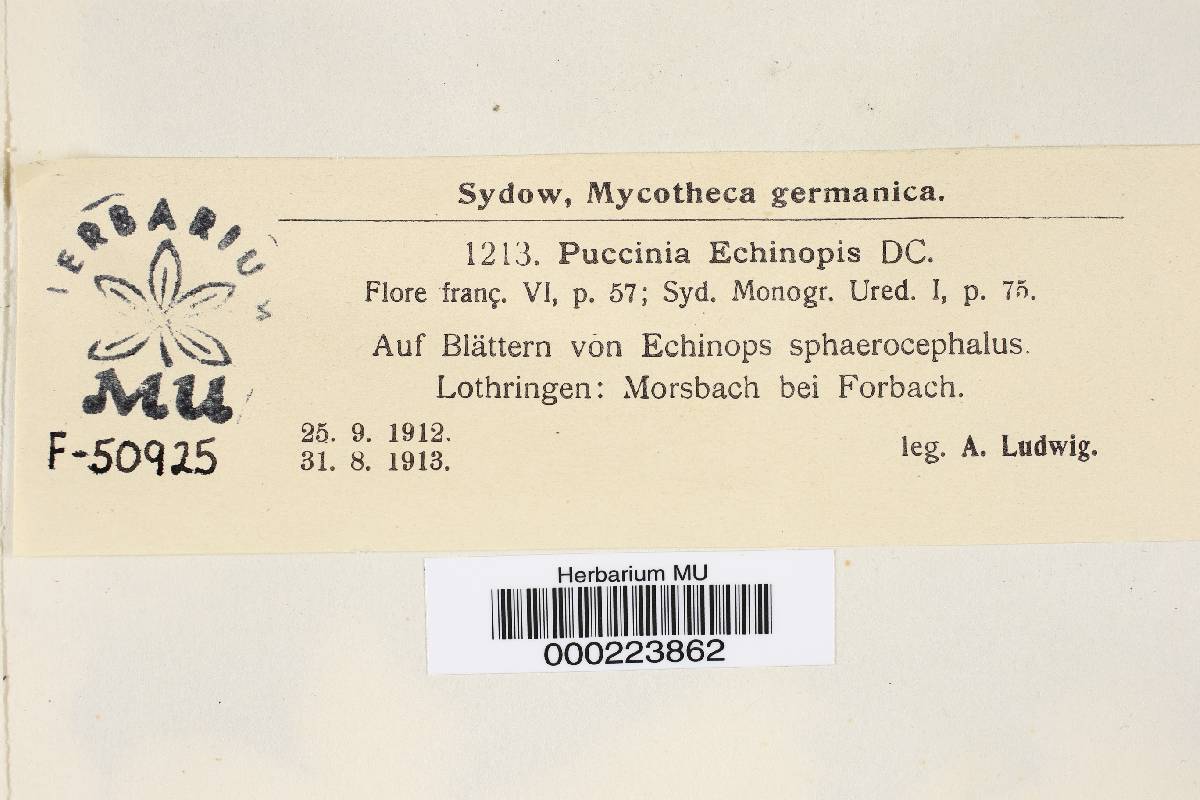 Sydow, Mycotheca germanica.
1213. Puccinia Echinopis DC.
Flore franç. VI, p. 57; Syd. Monogr. Ured. I, p. 75.
Auf Blättern von Echinops sphaerocephalus.
Lothringen: Morsbach bei Forbach.
25. 9. 1912.
31. 8. 1913.
leg. A. Ludwig.
MU
F-50925
Herbarium MU
000223862